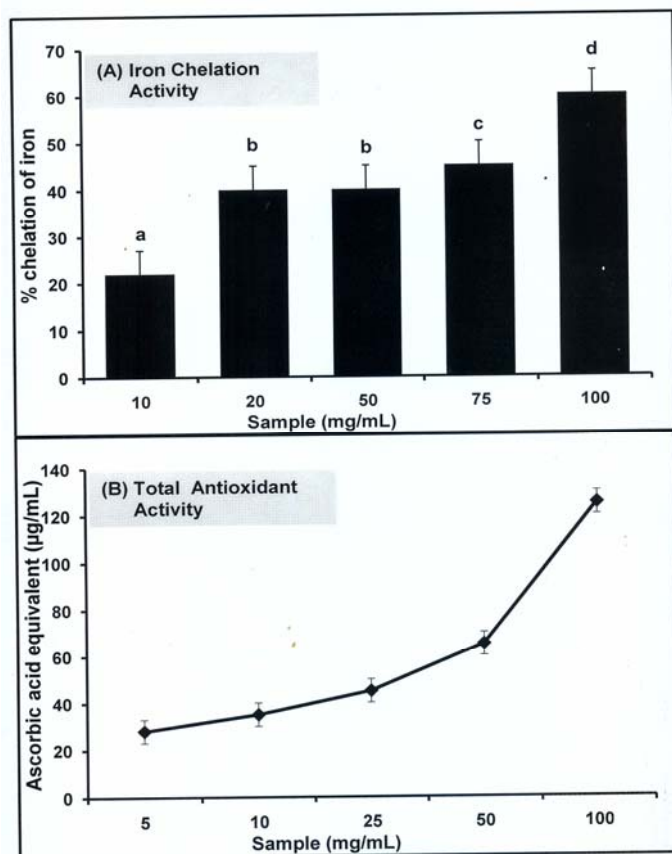 (A) Iron Chelation
Activity
% chelation of iron
70
60
50
40
30
20
10
0
a
b
b
c
d
10 20 50 75 100
Sample (mg/mL)
(B) Total Antioxidant
Activity
Ascorbic acid equivalent (µg/mL)
140
120
100
80
60
40
20
0
5 10 25 50 100
Sample (mg/mL)